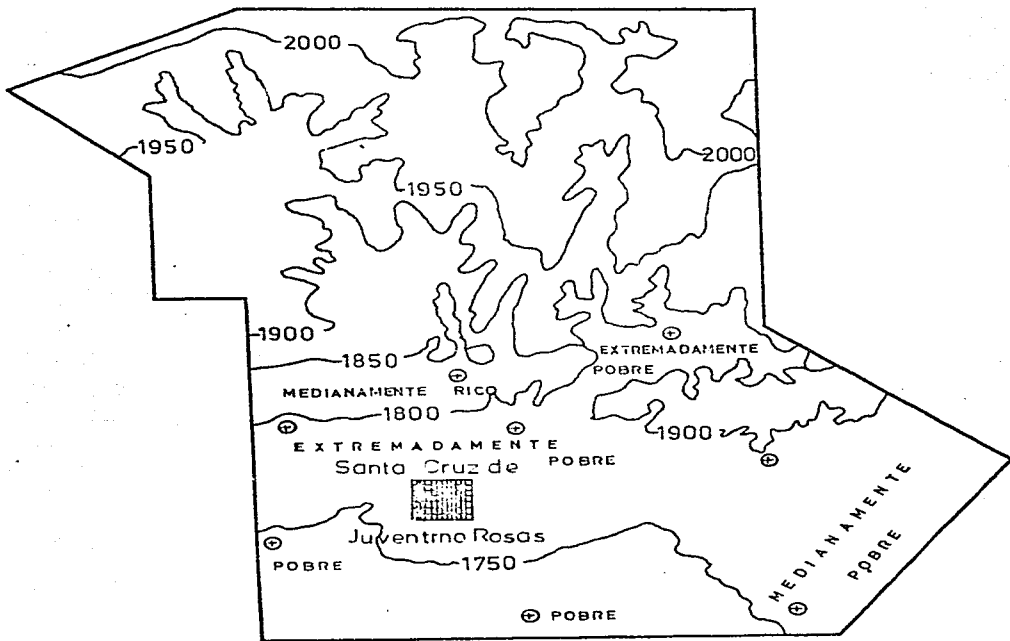 2000
1950
2000
1950
1900
1850
EXTREMADAMENTE
POBRE
MEDIANAMENTE RICO
1800
1900
EXTREMADAMENTE
POBRE
Santa Cruz de
Juventrno Rosas
MEDIANAMENTE
POBRE
POBRE
1750
POBRE